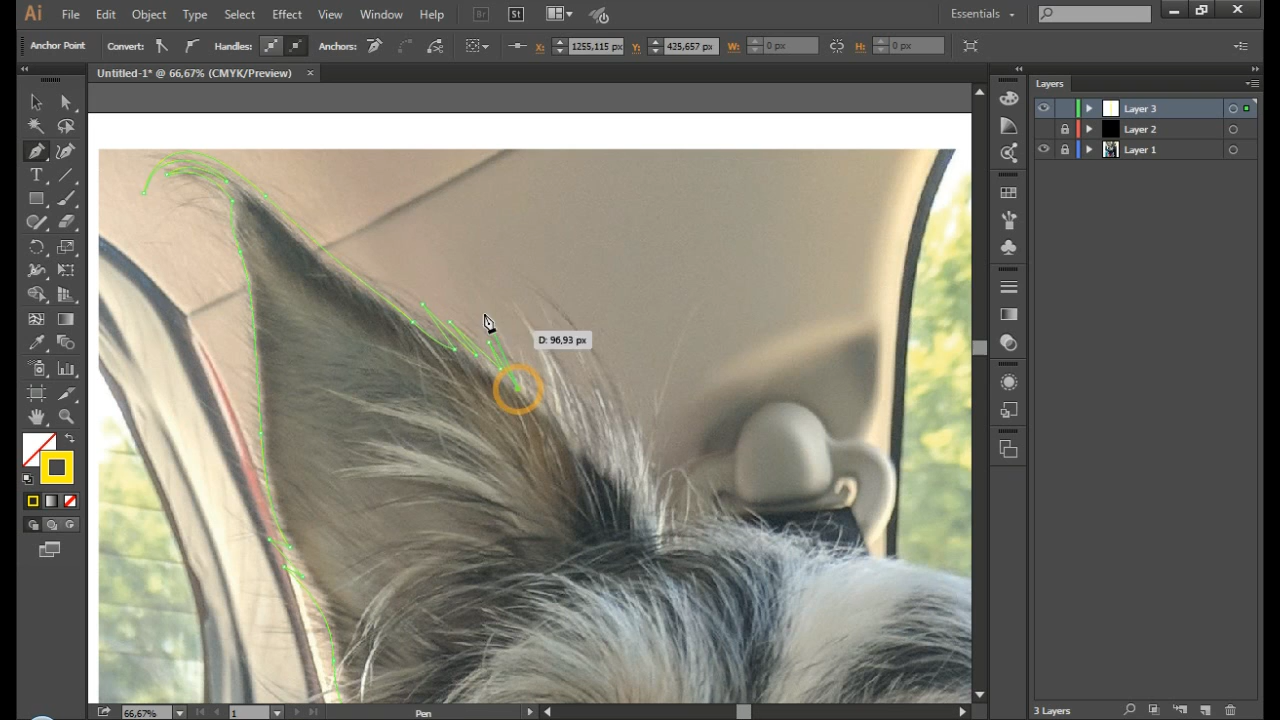 Ai File Edit Object Type Select Effect View Window Help Br St Essentials
Anchor Point Convert: Handles: Anchors: X: 1255,115 px Y: 425,657 px W: 0 px H: 0 px
Untitled-1* @ 66,67% (CMYK/Preview) ×
Layers
Layer 3
Layer 2
Layer 1
D: 96,93 px
66,67% 1 Pen
3 Layers